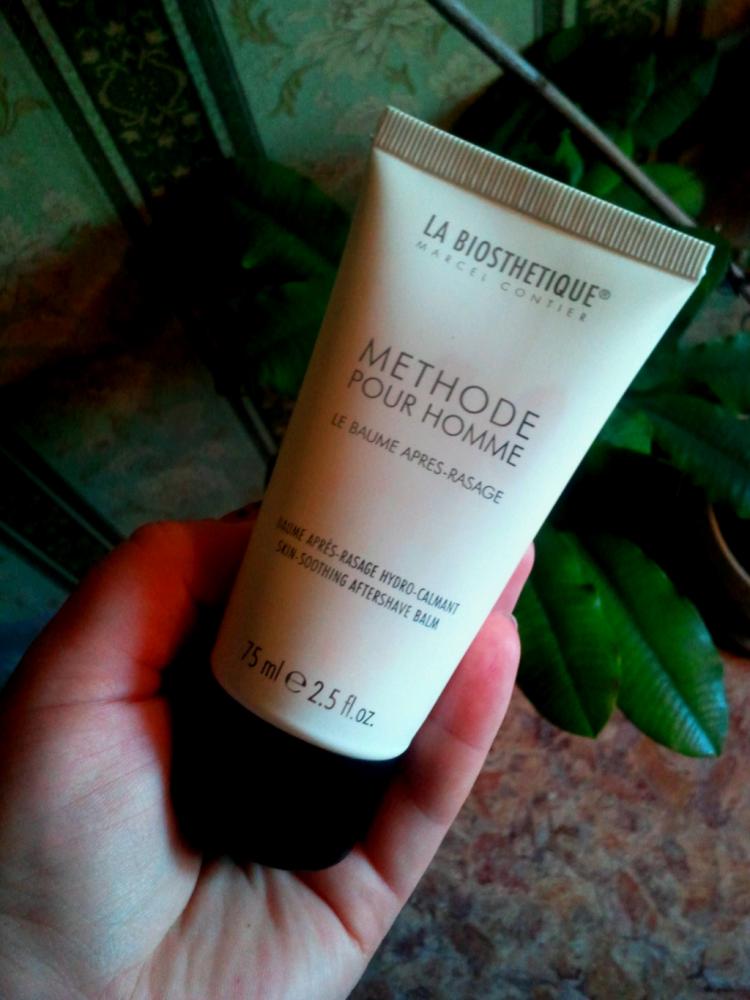 LA BIOSTHETIQUE®
MARCEL CONTIER
METHODE
POUR HOMME
LE BAUME APRES-RASAGE
BAUME APRÈS-RASAGE HYDRO-CALMANT
SKIN-SOOTHING AFTERSHAVE BALM
75 ml ℮ 2.5 fl.oz.